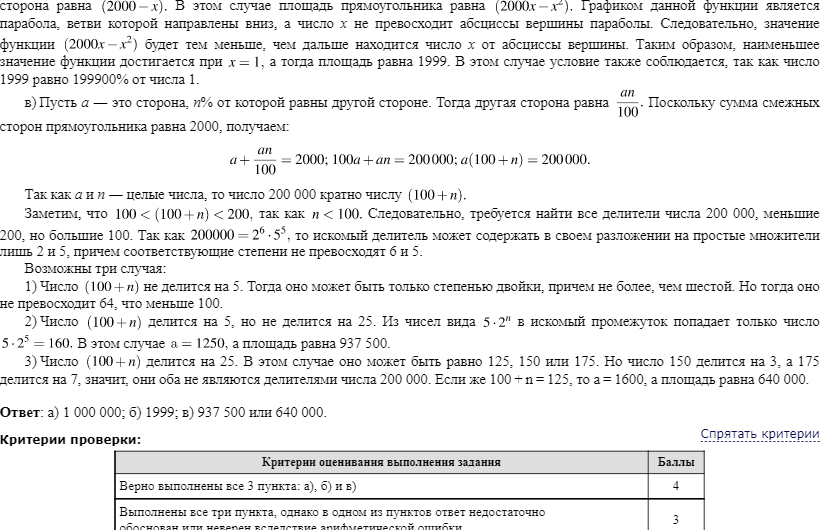 сторона равна (2000 − x). В этом случае площадь прямоугольника равна (2000x − x²). Графиком данной функции является
парабола, ветви которой направлены вниз, а число x не превосходит абсциссы вершины параболы. Следовательно, значение
функции (2000x − x²) будет тем меньше, чем дальше находится число x от абсциссы вершины. Таким образом, наименьшее
значение функции достигается при x = 1, а тогда площадь равна 1999. В этом случае условие также соблюдается, так как число
1999 равно 199900% от числа 1.
в) Пусть a — это сторона, n% от которой равны другой стороне. Тогда другая сторона равна an/100. Поскольку сумма смежных
сторон прямоугольника равна 2000, получаем:
a + an/100 = 2000; 100a + an = 200 000; a(100 + n) = 200 000.
Так как a и n — целые числа, то число 200 000 кратно числу (100 + n).
Заметим, что 100 < (100 + n) < 200, так как n < 100. Следовательно, требуется найти все делители числа 200 000, меньшие
200, но большие 100. Так как 200000 = 2⁶ · 5⁵, то искомый делитель может содержать в своем разложении на простые множители
лишь 2 и 5, причем соответствующие степени не превосходят 6 и 5.
Возможны три случая:
1) Число (100 + n) не делится на 5. Тогда оно может быть только степенью двойки, причем не более, чем шестой. Но тогда оно
не превосходит 64, что меньше 100.
2) Число (100 + n) делится на 5, но не делится на 25. Из чисел вида 5 · 2ⁿ в искомый промежуток попадает только число
5 · 2⁵ = 160. В этом случае a = 1250, а площадь равна 937 500.
3) Число (100 + n) делится на 25. В этом случае оно может быть равно 125, 150 или 175. Но число 150 делится на 3, а 175
делится на 7, значит, они оба не являются делителями числа 200 000. Если же 100 + n = 125, то a = 1600, а площадь равна 640 000.
Ответ: а) 1 000 000; б) 1999; в) 937 500 или 640 000.
Спрятать критерии
Критерии проверки:
Критерии оценивания выполнения задания Баллы
Верно выполнены все 3 пункта: а), б) и в) 4
Выполнены все три пункта, однако в одном из пунктов ответ недостаточно 3
обоснован или неверен вследствие арифметической ошибки